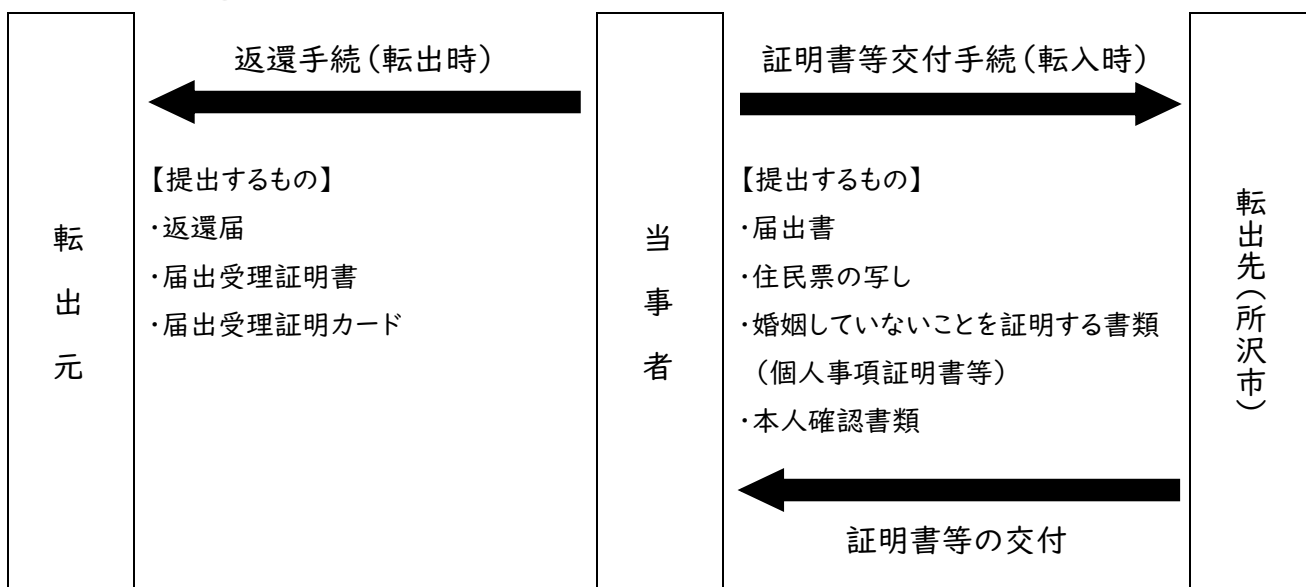 返還手続(転出時)
証明書等交付手続(転入時)
転出元
【提出するもの】
・返還届
・届出受理証明書
・届出受理証明カード
当事者
【提出するもの】
・届出書
・住民票の写し
・婚姻していないことを証明する書類
(個人事項証明書等)
・本人確認書類
転出先(所沢市)
証明書等の交付